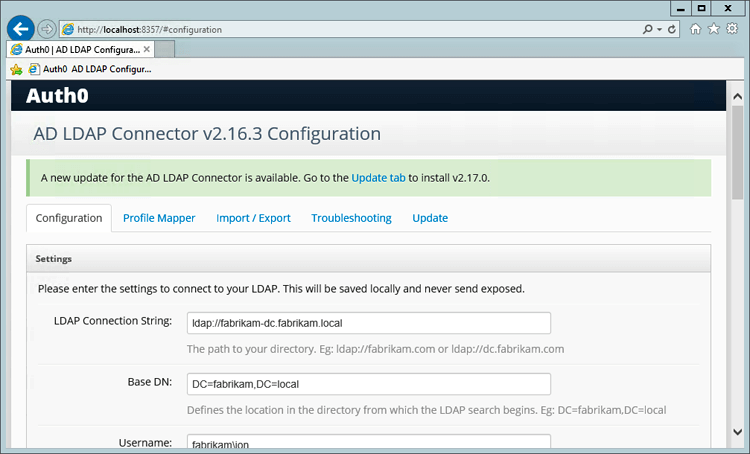 http://localhost:8357/#configuration
Auth0 | AD LDAP Configura...
Auth0 AD LDAP Configur...
Auth0
AD LDAP Connector v2.16.3 Configuration
A new update for the AD LDAP Connector is available. Go to the Update tab to install v2.17.0.
Configuration Profile Mapper Import / Export Troubleshooting Update
Settings
Please enter the settings to connect to your LDAP. This will be saved locally and never send exposed.
LDAP Connection String: ldap://fabrikam-dc.fabrikam.local
The path to your directory. Eg: ldap://fabrikam.com or ldap://dc.fabrikam.com
Base DN: DC=fabrikam,DC=local
Defines the location in the directory from which the LDAP search begins. Eg: DC=fabrikam,DC=local
Username: fabrikam\jon